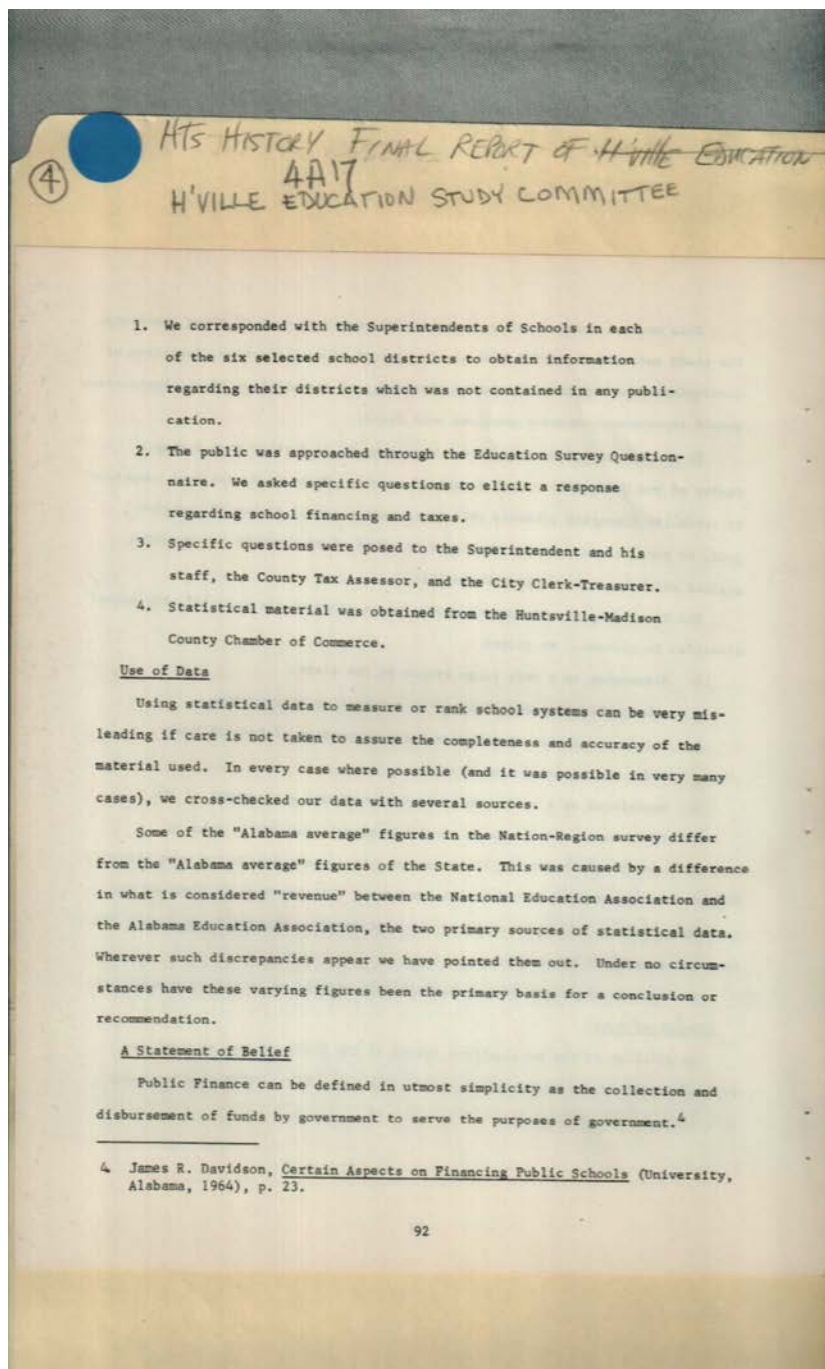 HTS HISTORY FINAL REPORT OF H'ville EDUCATION
4A17
④ H'VILLE EDUCATION STUDY COMMITTEE
1. We corresponded with the Superintendents of Schools in each
of the six selected school districts to obtain information
regarding their districts which was not contained in any publi-
cation.
2. The public was approached through the Education Survey Question-
naire. We asked specific questions to elicit a response
regarding school financing and taxes.
3. Specific questions were posed to the Superintendent and his
staff, the County Tax Assessor, and the City Clerk-Treasurer.
4. Statistical material was obtained from the Huntsville-Madison
County Chamber of Commerce.
Use of Data
Using statistical data to measure or rank school systems can be very mis-
leading if care is not taken to assure the completeness and accuracy of the
material used. In every case where possible (and it was possible in very many
cases), we cross-checked our data with several sources.
Some of the "Alabama average" figures in the Nation-Region survey differ
from the "Alabama average" figures of the State. This was caused by a difference
in what is considered "revenue" between the National Education Association and
the Alabama Education Association, the two primary sources of statistical data.
Wherever such discrepancies appear we have pointed them out. Under no circum-
stances have these varying figures been the primary basis for a conclusion or
recommendation.
A Statement of Belief
Public Finance can be defined in utmost simplicity as the collection and
disbursement of funds by government to serve the purposes of government.4
4 James R. Davidson, Certain Aspects on Financing Public Schools (University,
Alabama, 1964), p. 23.
92